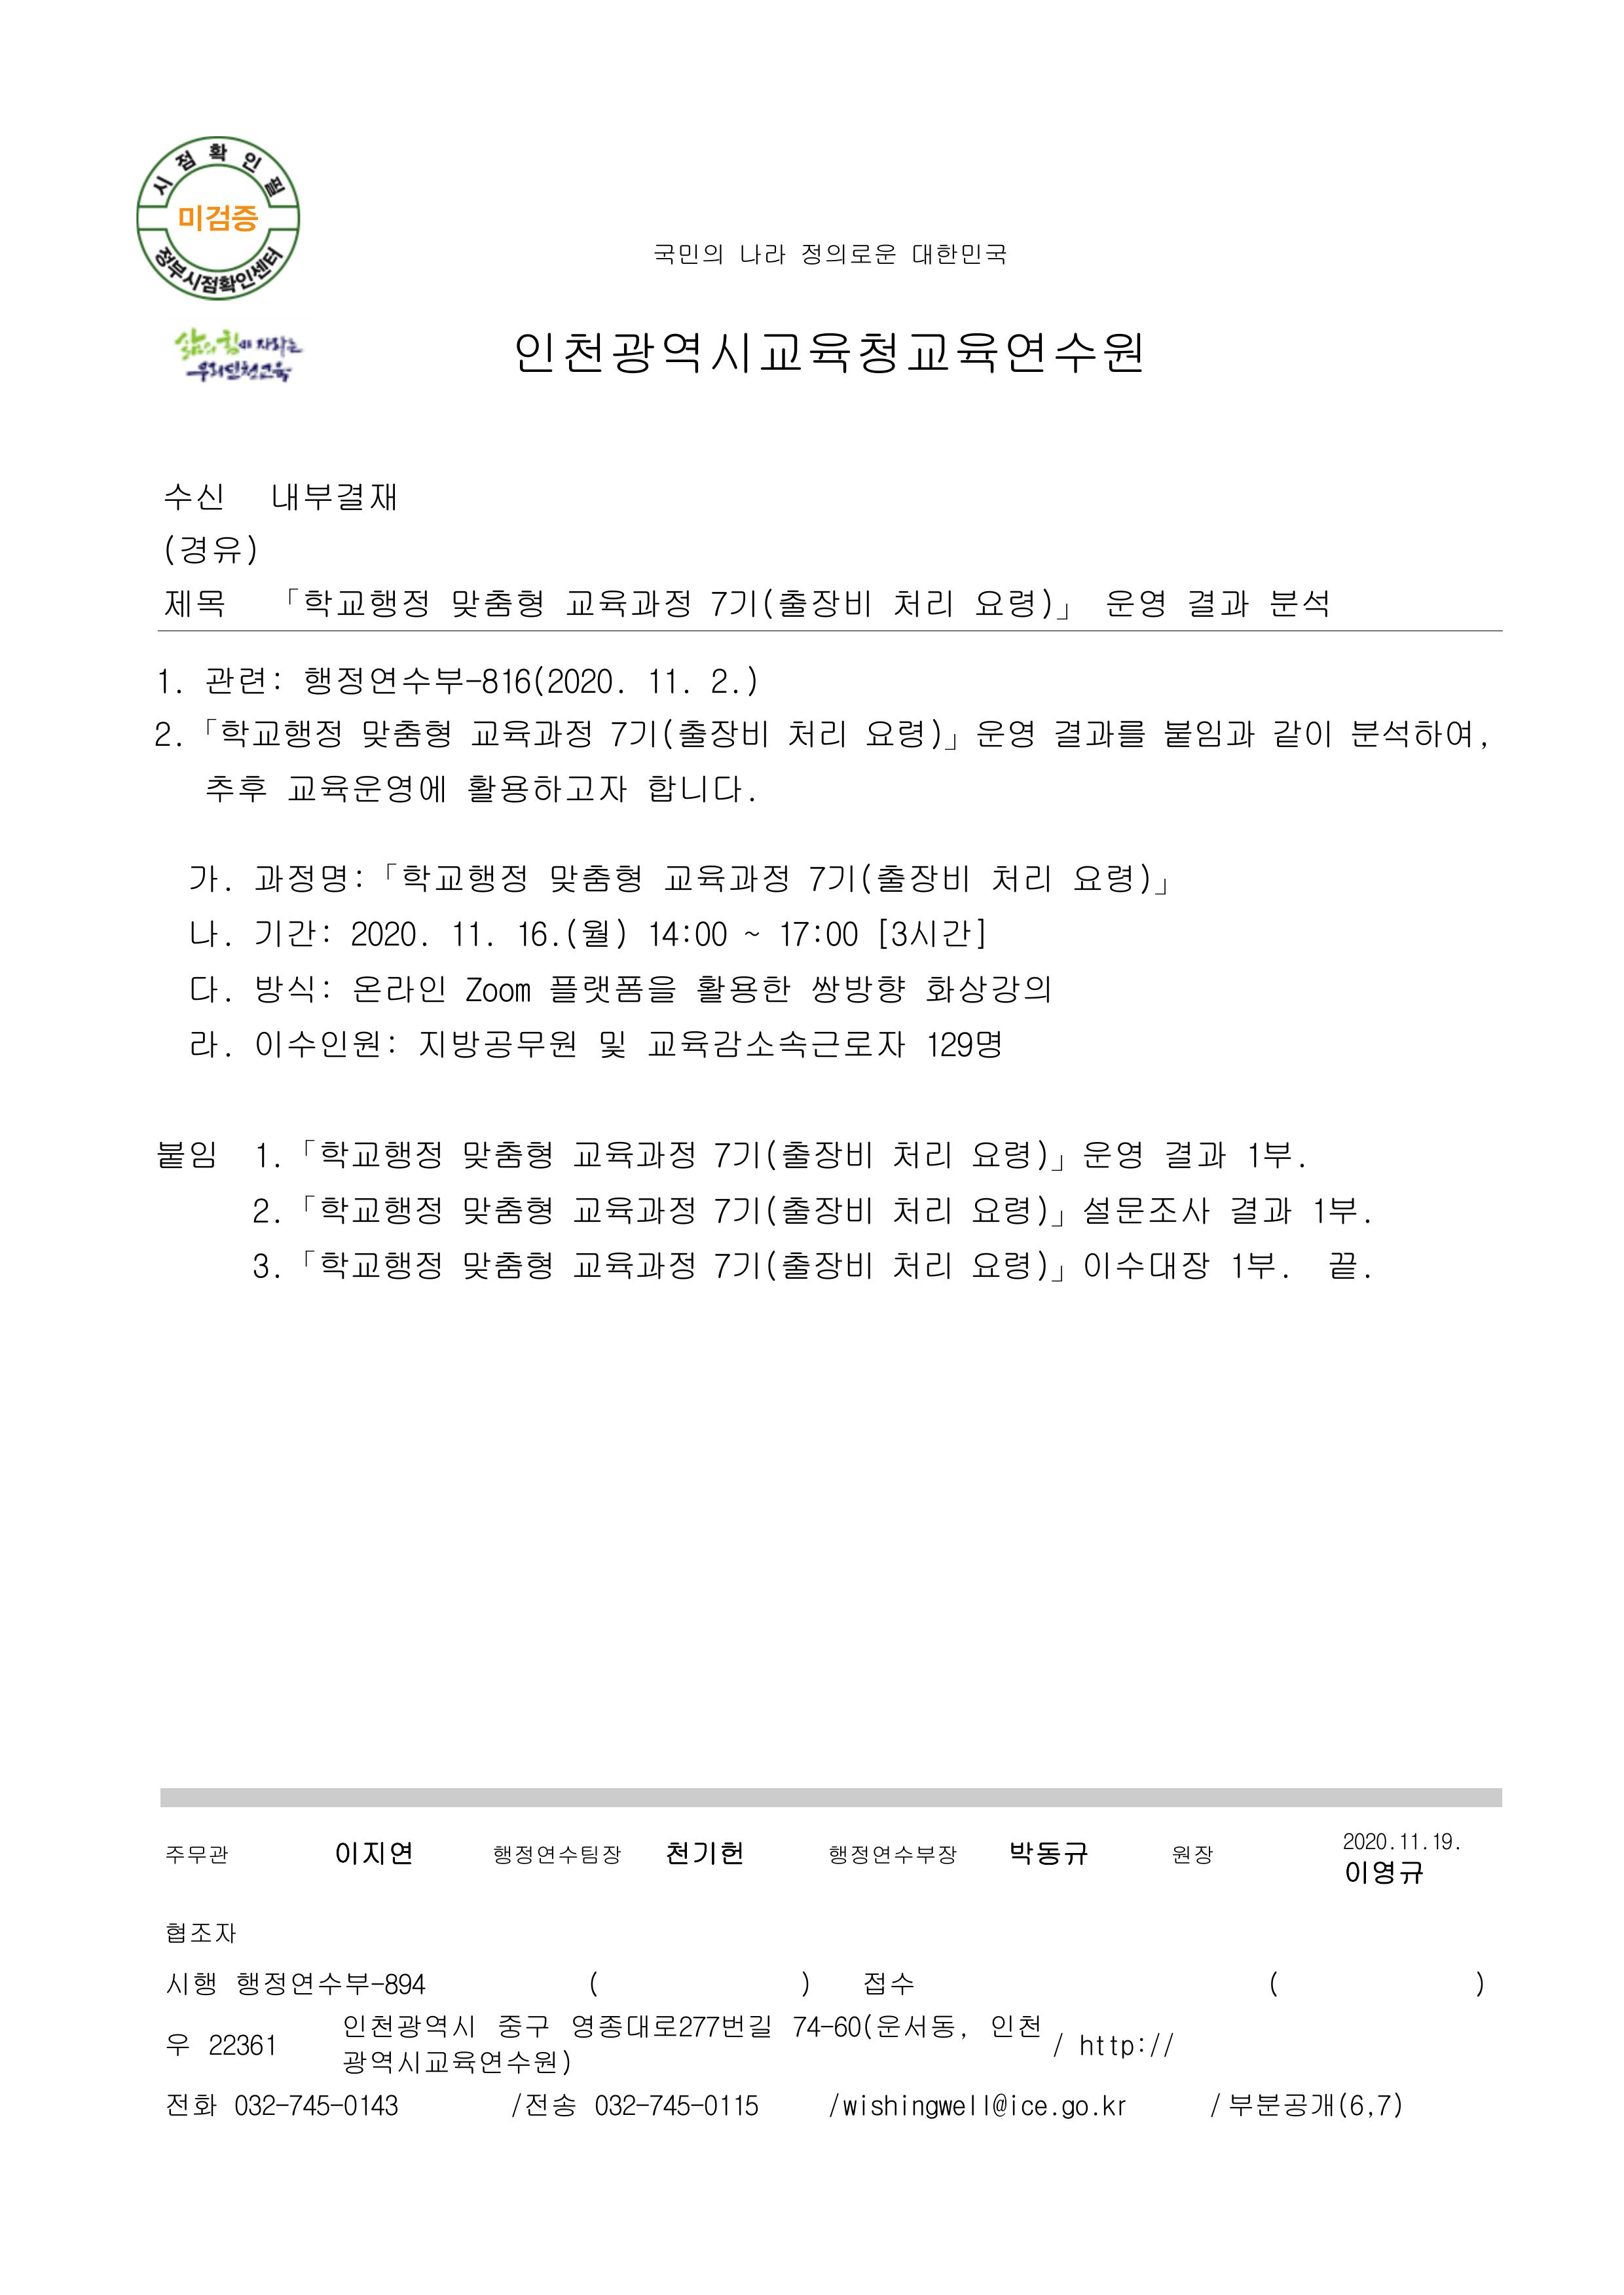 시점확인필
미검증
정부시점확인센터
국민의 나라 정의로운 대한민국
삶의 힘이 자라는
우리인천교육
인천광역시교육청교육연수원
수신 내부결재
(경유)
제목 「학교행정 맞춤형 교육과정 7기(출장비 처리 요령)」 운영 결과 분석
1. 관련: 행정연수부-816(2020. 11. 2.)
2.「학교행정 맞춤형 교육과정 7기(출장비 처리 요령)」운영 결과를 붙임과 같이 분석하여,
추후 교육운영에 활용하고자 합니다.
가. 과정명:「학교행정 맞춤형 교육과정 7기(출장비 처리 요령)」
나. 기간: 2020. 11. 16.(월) 14:00 ~ 17:00 [3시간]
다. 방식: 온라인 Zoom 플랫폼을 활용한 쌍방향 화상강의
라. 이수인원: 지방공무원 및 교육감소속근로자 129명
붙임 1.「학교행정 맞춤형 교육과정 7기(출장비 처리 요령)」운영 결과 1부.
2.「학교행정 맞춤형 교육과정 7기(출장비 처리 요령)」설문조사 결과 1부.
3.「학교행정 맞춤형 교육과정 7기(출장비 처리 요령)」이수대장 1부. 끝.
주무관 이지연 행정연수팀장 천기헌 행정연수부장 박동규 원장 2020.11.19.
이영규
협조자
시행 행정연수부-894 ( ) 접수 ( )
우 22361 인천광역시 중구 영종대로277번길 74-60(운서동, 인천
광역시교육연수원) / http://
전화 032-745-0143 /전송 032-745-0115 /wishingwell@ice.go.kr / 부분공개(6,7)